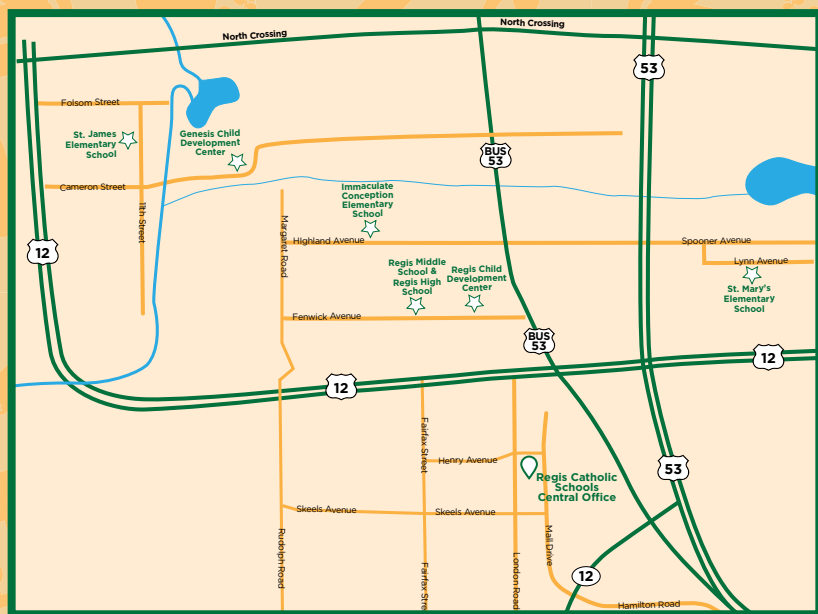 North Crossing
North Crossing
53
Folsom Street
St. James
Elementary
School
Genesis Child
Development
Center
BUS
53
Cameron Street
Immaculate
Conception
Elementary
School
11th Street
Margaret Road
Highland Avenue
Spooner Avenue
12
Lynn Avenue
Regis Middle
School &
Regis High
School
Regis Child
Development
Center
St. Mary's
Elementary
School
Fenwick Avenue
BUS
53
12
12
Fairfax Street
Henry Avenue
53
Regis Catholic
Schools
Central Office
Skeels Avenue
Skeels Avenue
Rudolph Road
Fairfax Stre
London Road
Mall Drive
12
Hamilton Road